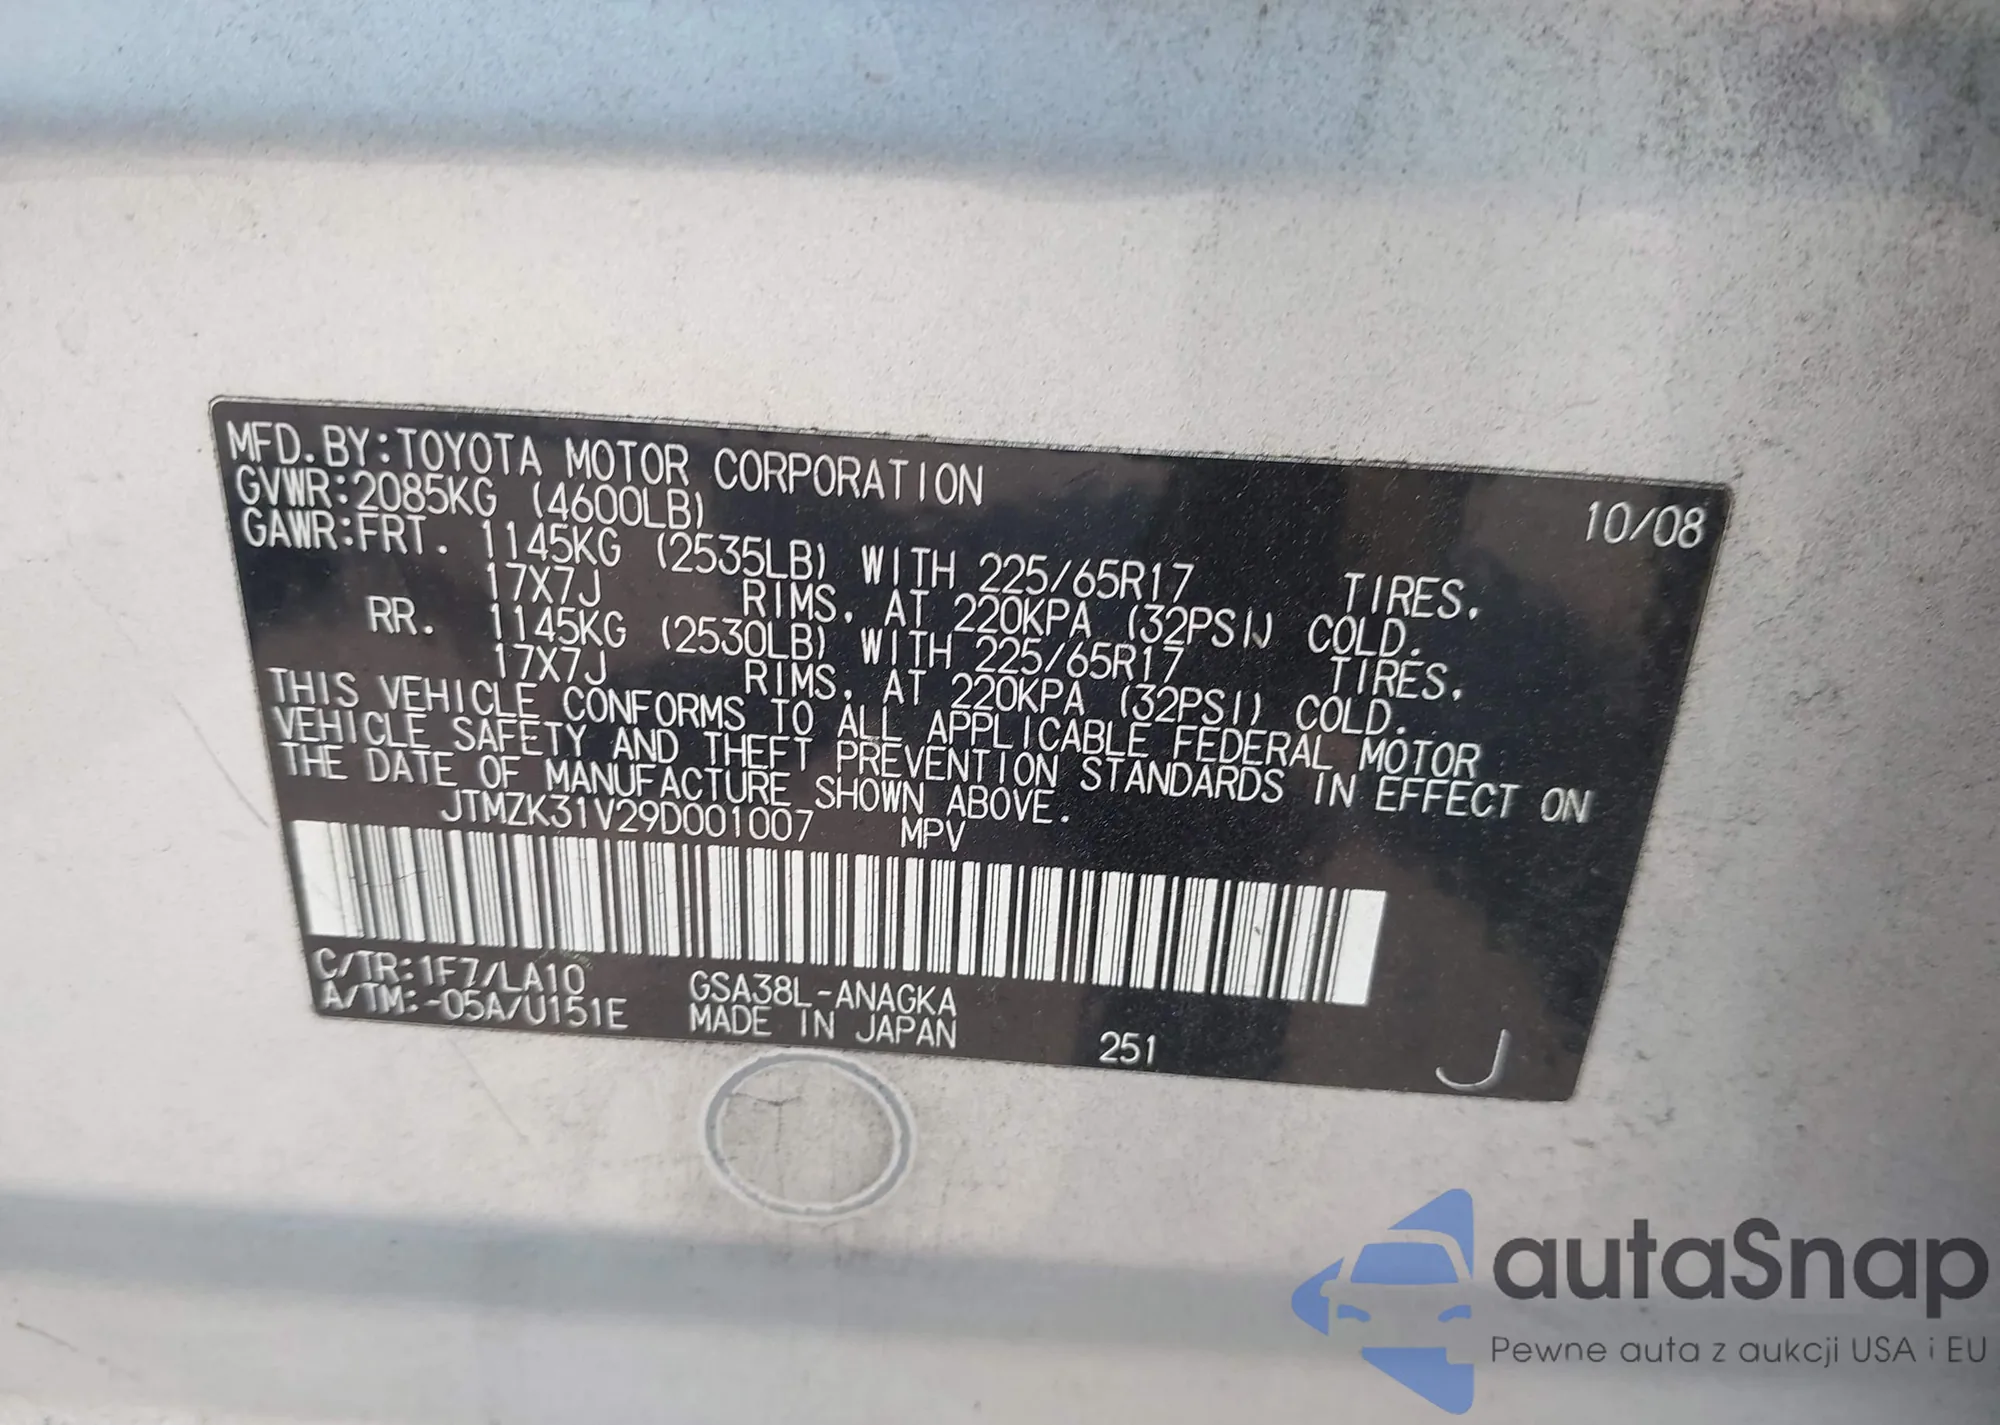 MFD.BY:TOYOTA MOTOR CORPORATION 10/08
GVWR:2085KG (4600LB)
GAWR:FRT. 1145KG (2535LB) WITH 225/65R17 TIRES,
17X7J RIMS, AT 220KPA (32PSI) COLD.
RR. 1145KG (2530LB) WITH 225/65R17 TIRES,
17X7J RIMS, AT 220KPA (32PSI) COLD.
THIS VEHICLE CONFORMS TO ALL APPLICABLE FEDERAL MOTOR
VEHICLE SAFETY AND THEFT PREVENTION STANDARDS IN EFFECT ON
THE DATE OF MANUFACTURE SHOWN ABOVE.
JTMZK31V29D001007 MPV
C/TR:1F7/LA10 GSA38L-ANAGKA
A/TM:-05A/U151E MADE IN JAPAN 251 J
autaSnap
Pewne auta z aukcji USA i EU